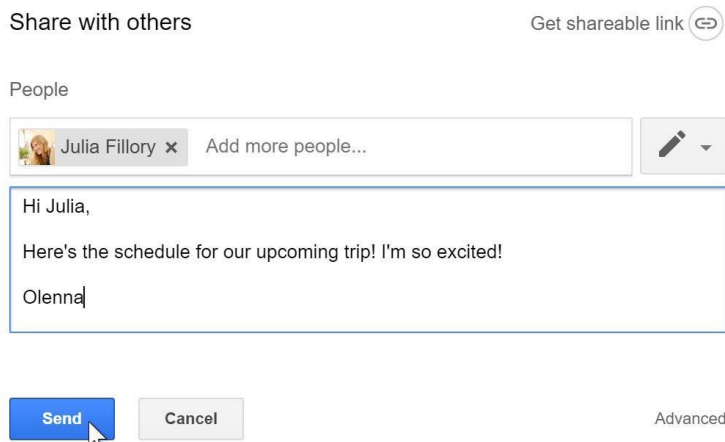 Share with others
Get shareable link
People
Julia Fillory × Add more people...
Hi Julia,
Here's the schedule for our upcoming trip! I'm so excited!
Olenna
Send Cancel Advanced